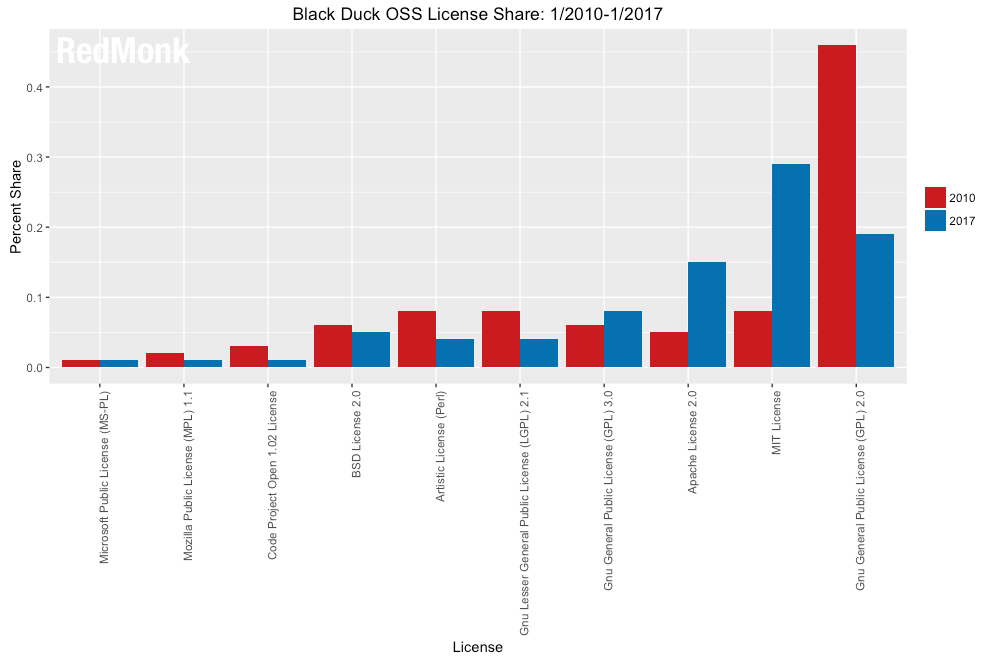 Black Duck OSS License Share: 1/2010-1/2017
RedMonk
Percent Share
0.4
0.3
0.2
0.1
0.0
2010
2017
Microsoft Public License (MS-PL)
Mozilla Public License (MPL) 1.1
Code Project Open 1.02 License
BSD License 2.0
Artistic License (Perl)
Gnu Lesser General Public License (LGPL) 2.1
Gnu General Public License (GPL) 3.0
Apache License 2.0
MIT License
Gnu General Public License (GPL) 2.0
License